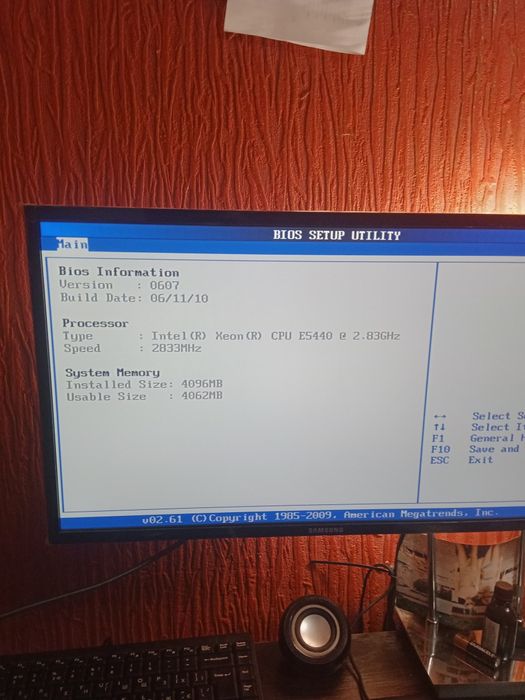 BIOS SETUP UTILITY
Main
Bios Information
Version : 0607
Build Date: 06/11/10
Processor
Type : Intel(R) Xeon(R) CPU E5440 @ 2.83GHz
Speed : 2833MHz
System Memory
Installed Size: 4096MB
Usable Size : 4062MB
←→ Select
↑↓ Select
F1 General
F10 Save and
ESC Exit
v02.61 (C)Copyright 1985-2009, American Megatrends, Inc.
SAMSUNG